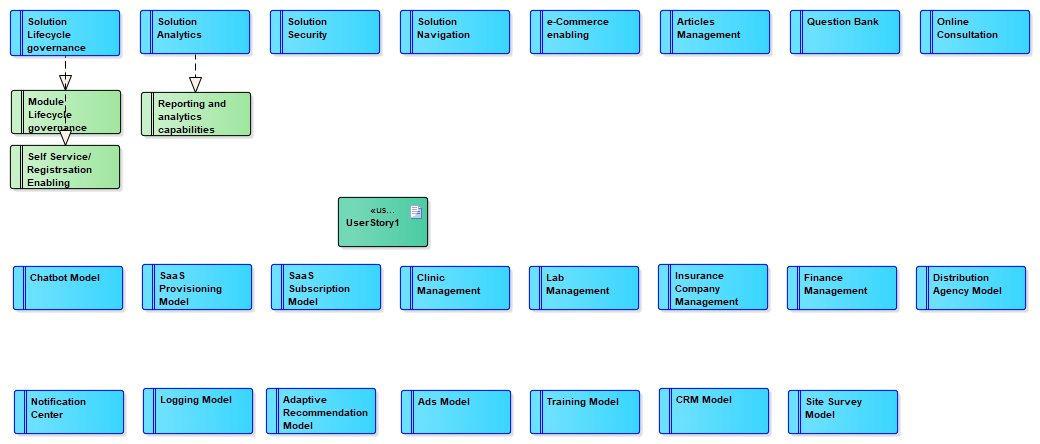 Solution
Lifecycle
governance
Solution
Analytics
Solution
Security
Solution
Navigation
e-Commerce
enabling
Articles
Management
Question Bank
Online
Consultation
Module
Lifecycle
governance
Reporting and
analytics
capabilities
Self Service/
Registrsation
Enabling
«us...
UserStory1
Chatbot Model
SaaS
Provisioning
Model
SaaS
Subscription
Model
Clinic
Management
Lab
Management
Insurance
Company
Management
Finance
Management
Distribution
Agency Model
Notification
Center
Logging Model
Adaptive
Recommendation
Model
Ads Model
Training Model
CRM Model
Site Survey
Model